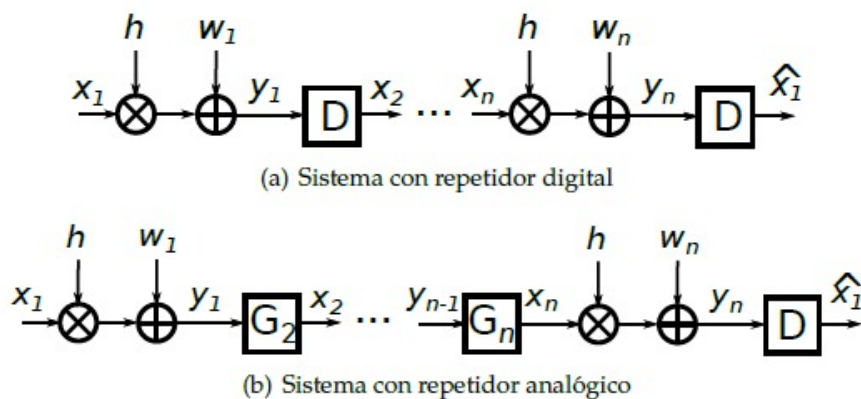 h w₁ h wₙ
x₁ y₁ D x₂ ... xₙ yₙ D x̂₁
(a) Sistema con repetidor digital
h w₁ h wₙ
x₁ y₁ G₂ x₂ ... yₙ₋₁ Gₙ xₙ yₙ D x̂₁
(b) Sistema con repetidor analógico